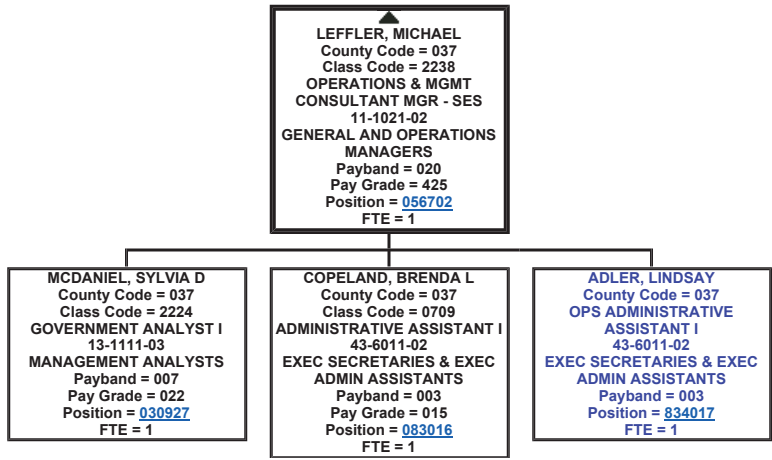 LEFFLER, MICHAEL
County Code = 037
Class Code = 2238
OPERATIONS & MGMT
CONSULTANT MGR - SES
11-1021-02
GENERAL AND OPERATIONS
MANAGERS
Payband = 020
Pay Grade = 425
Position = 056702
FTE = 1
MCDANIEL, SYLVIA D
County Code = 037
Class Code = 2224
GOVERNMENT ANALYST I
13-1111-03
MANAGEMENT ANALYSTS
Payband = 007
Pay Grade = 022
Position = 030927
FTE = 1
COPELAND, BRENDA L
County Code = 037
Class Code = 0709
ADMINISTRATIVE ASSISTANT I
43-6011-02
EXEC SECRETARIES & EXEC
ADMIN ASSISTANTS
Payband = 003
Pay Grade = 015
Position = 083016
FTE = 1
ADLER, LINDSAY
County Code = 037
OPS ADMINISTRATIVE
ASSISTANT I
43-6011-02
EXEC SECRETARIES & EXEC
ADMIN ASSISTANTS
Payband = 003
Position = 834017
FTE = 1